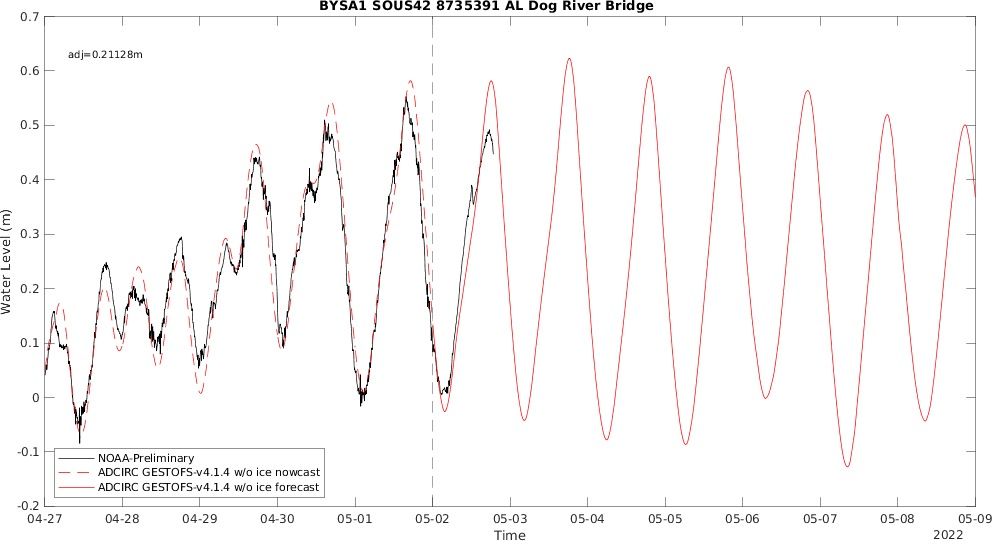 BYSA1 SOUS42 8735391 AL Dog River Bridge
adj=0.21128m
Water Level (m)
0.7
0.6
0.5
0.4
0.3
0.2
0.1
0
-0.1
-0.2
NOAA-Preliminary
ADCIRC GESTOFS-v4.1.4 w/o ice nowcast
ADCIRC GESTOFS-v4.1.4 w/o ice forecast
04-27 04-28 04-29 04-30 05-01 05-02 05-03 05-04 05-05 05-06 05-07 05-08 05-09
Time
2022